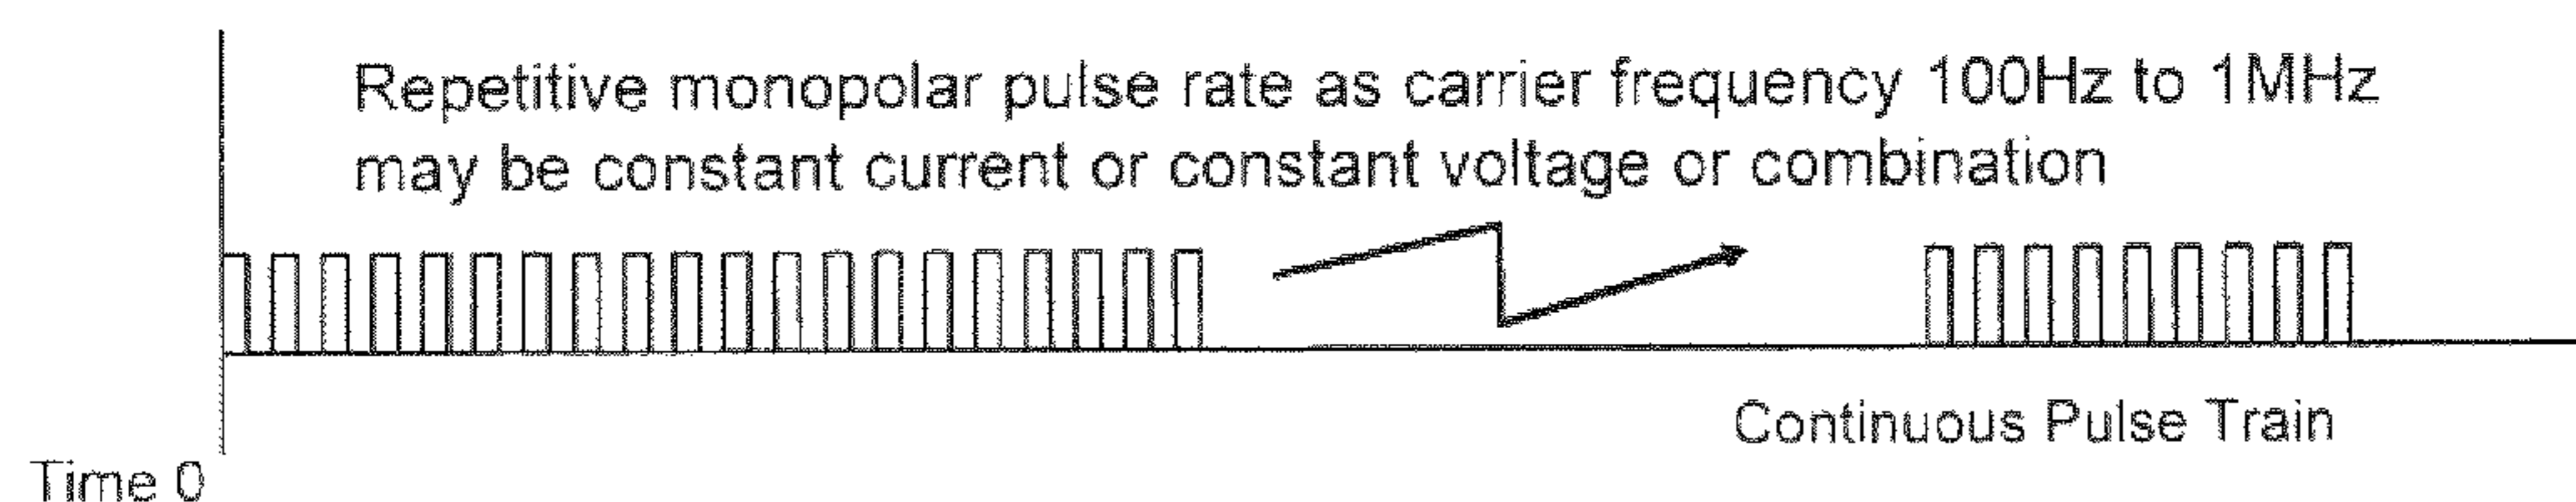 Repetitive monopolar pulse rate as carrier frequency 100Hz to 1MHz
may be constant current or constant voltage or combination
Continuous Pulse Train
Time 0